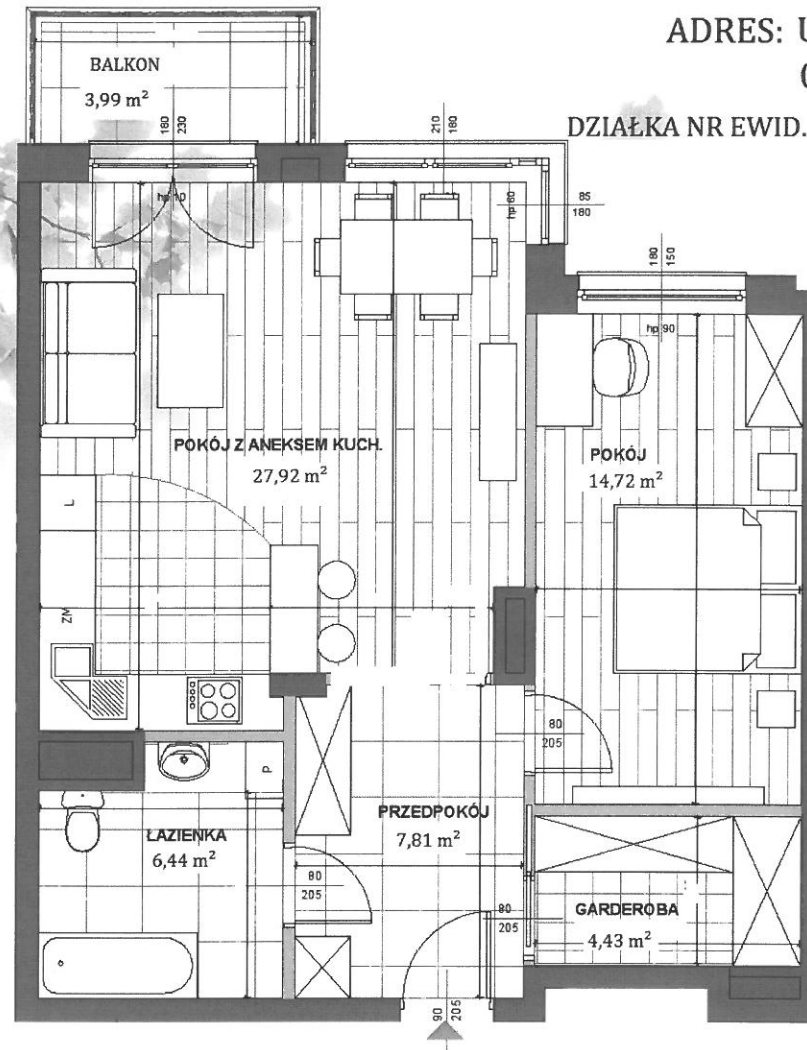 ADRES: U
DZIAŁKA NR EWID.
BALKON
3,99 m²
180
230
210
180
hp 10
hp 60
85
180
180
150
hp 90
POKÓJ Z ANEKSEM KUCH.
27,92 m²
POKÓJ
14,72 m²
L
ZM
80
205
P
PRZEDPOKÓJ
7,81 m²
ŁAZIENKA
6,44 m²
80
205
80
205
GARDEROBA
4,43 m²
90
205